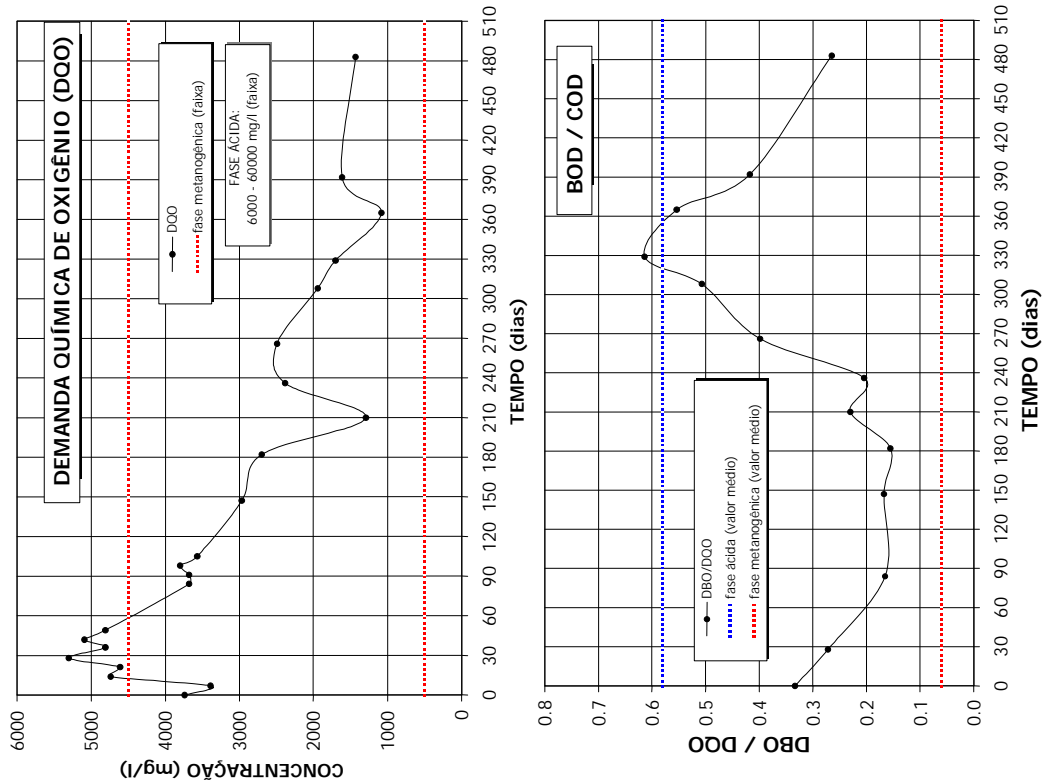 DEMANDA QUÍMICA DE OXIGÊNIO (DQO)
DQO
fase metanogênica (faixa)
FASE ÁCIDA:
6000 - 60000 mg/l (faixa)
CONCENTRAÇÃO (mg/l)
6000
5000
4000
3000
2000
1000
0
0 30 60 90 120 150 180 210 240 270 300 330 360 390 420 450 480 510
TEMPO (dias)
BOD / COD
DBO/DQO
fase ácida (valor médio)
fase metanogênica (valor médio)
DBO / DQO
0.8
0.7
0.6
0.5
0.4
0.3
0.2
0.1
0.0
0 30 60 90 120 150 180 210 240 270 300 330 360 390 420 450 480 510
TEMPO (dias)